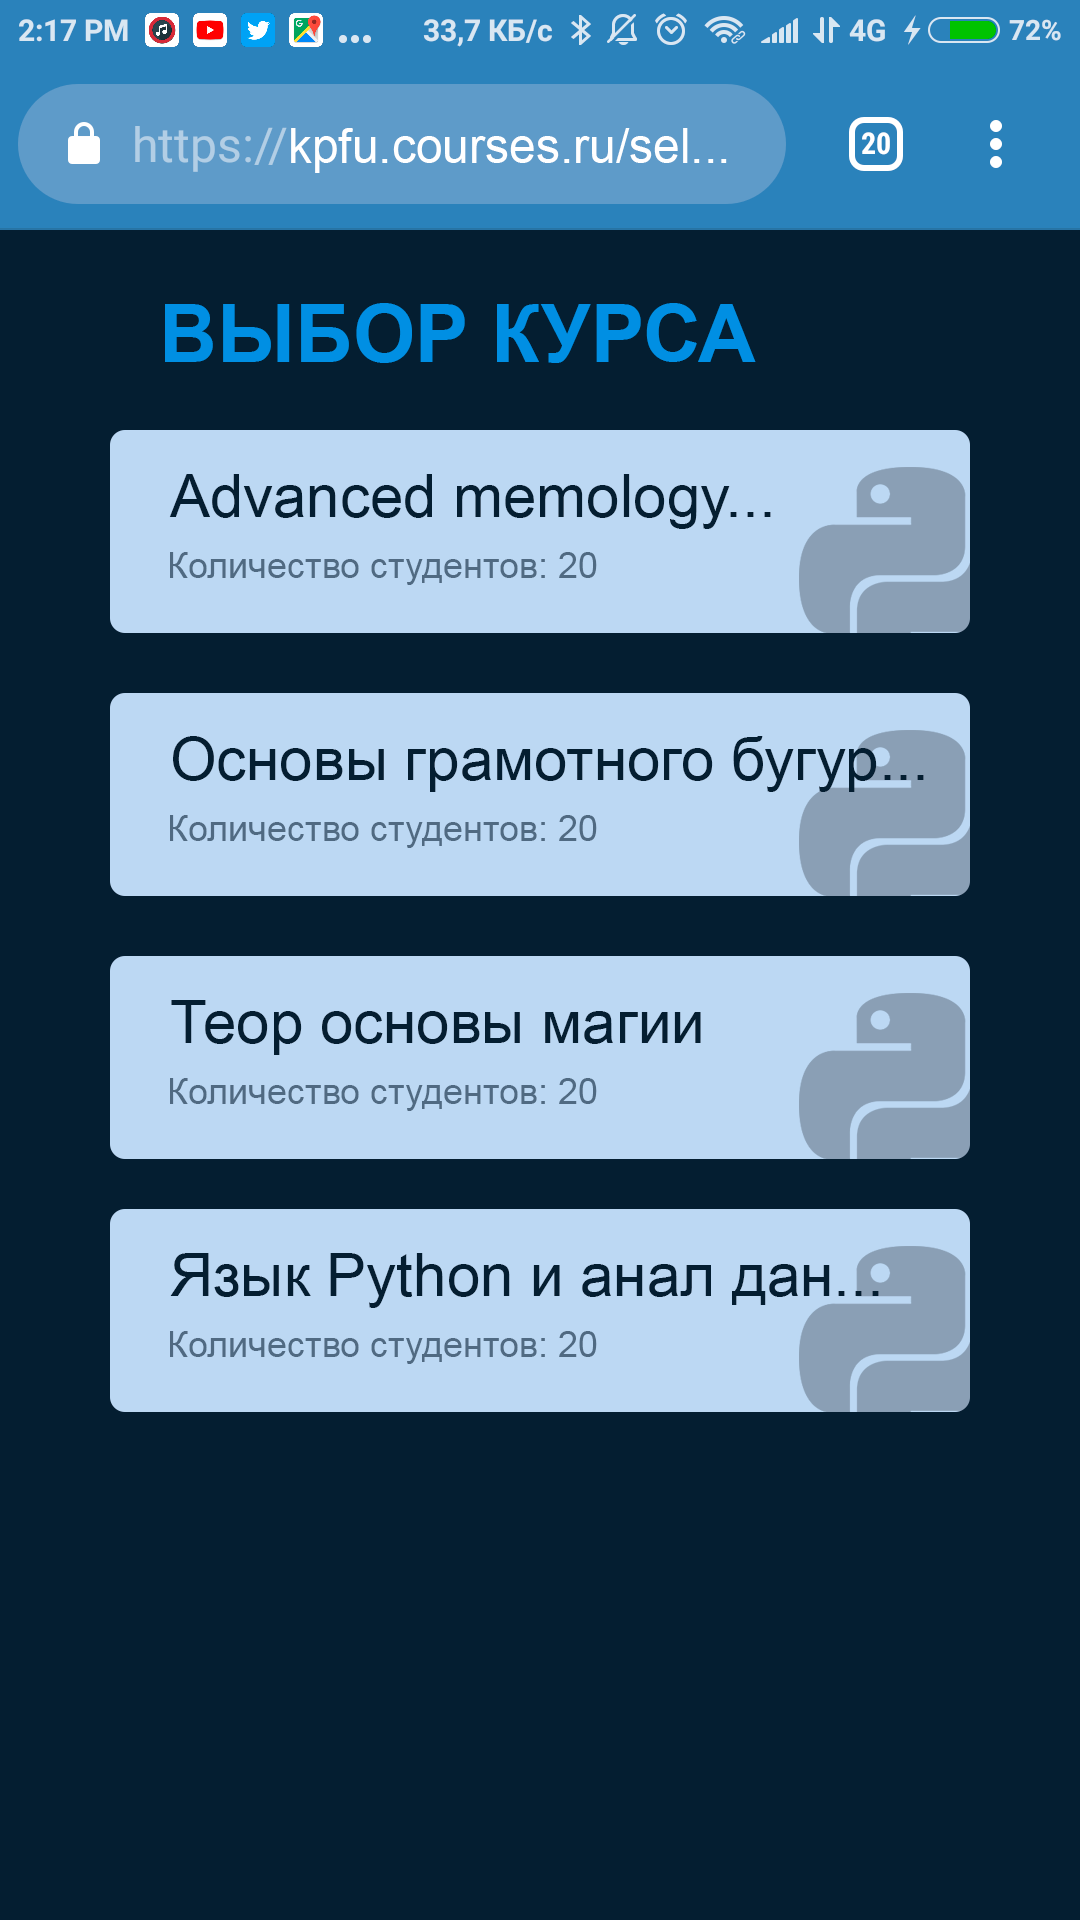 2:17 PM ... 33,7 КБ/с 4G 72%
https://kpfu.courses.ru/sel... 20
ВЫБОР КУРСА
Advanced memology...
Количество студентов: 20
Основы грамотного бугур...
Количество студентов: 20
Теор основы магии
Количество студентов: 20
Язык Python и анал дан...
Количество студентов: 20